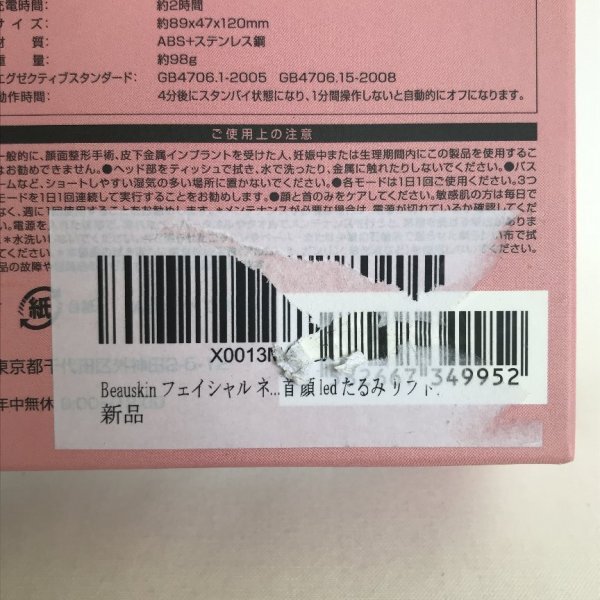 充電時間: 約2時間
サイズ: 約89×47×120mm
材 質: ABS+ステンレス鋼
重 量: 約98g
エグゼクティブスタンダード: GB4706.1-2005 GB4706.15-2008
動作時間: 4分後にスタンバイ状態になり、1分間操作しないと自動的にオフになります。
ご使用上の注意
一般的に、顔面整形手術、皮下金属インプラントを受けた人、妊娠中または生理期間内にこの製品を使用するこ
はお勧めできません。●ヘッド部をティッシュで拭き、水で洗ったり、金属に触れたりしないでください。●バス
ームなど、ショートしやすい湿気の多い場所に置かないでください。●各モードは1日1回ご使用ください。3つ
モードを1日1回連続して実行することをお勧めします。●顔と首のみをケアしてください。敏感肌の方は毎日で
紙
X0013N
2667 349952
Beauskin フェイシャル ネ...首 顔 led たるみ リフト
新品
東京都千代田区外神田
年中無休